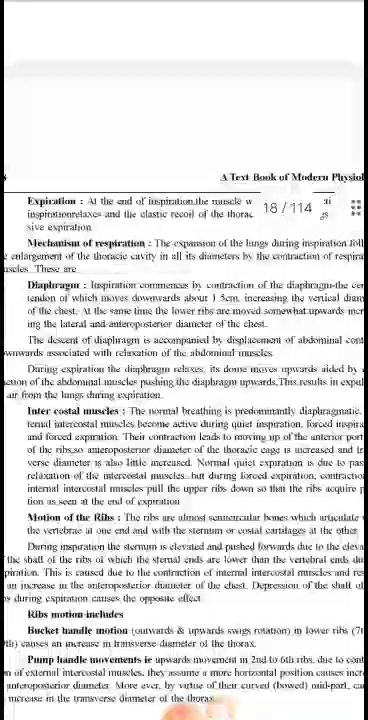 A Text Book of Modern Physiol
18 / 114
Expiration : At the end of inspiration the muscle w
inspiration relaxes and the elastic recoil of the thorac
sive expiration
Mechanism of respiration : The expansion of the lungs during inspiration foll
enlargement of the thoracic cavity in all its diameters by the contraction of respira
These are
Diaphragm : Inspiration commences by contraction of the diaphragm-the cen
tendon of which moves downwards about 1.5cm, increasing the vertical diam
of the chest. At the same time the lower ribs are moved somewhat upwards incr
ing the lateral and anteroposterior diameter of the chest.
The descent of diaphragm is accompanied by displacement of abdominal cont
wnwards associated with relaxation of the abdominal muscles.
During expiration the diaphragm relaxes, its dome moves upwards aided by
action of the abdominal muscles pushing the diaphragm upwards. This results in expul
air from the lungs during expiration.
Inter costal muscles : The normal breathing is predominantly diaphragmatic.
ternal intercostal muscles become active during quiet inspiration, forced inspira
and forced expiration. Their contraction leads to moving up of the anterior port
of the ribs,so anteroposterior diameter of the thoracic cage is increased and tr
verse diameter is also little increased. Normal quiet expiration is due to pas
relaxation of the intercostal muscles but during forced expiration, contraction
internal intercostal muscles pull the upper ribs down so that the ribs acquire p
tion as seen at the end of expiration
Motion of the Ribs : The ribs are almost semicircular bones which articulate
the vertebrae at one end and with the sternum or costal cartilages at the other.
During inspiration the sternum is elevated and pushed forwards due to the eleva
the shaft of the ribs of which the sternal ends are lower than the vertebral ends du
piration. This is caused due to the contraction of internal intercostal muscles and res
an increase in the anteroposterior diameter of the chest. Depression of the shaft of
s during expiration causes the opposite effect.
Ribs motion includes
Bucket handle motion (outwards & upwards swigs rotation) in lower ribs (7t
th) causes an increase in transverse diameter of the thorax.
Pump handle movements ie upwards movement in 2nd to 6th ribs, due to cont
n of external intercostal muscles, they assume a more horizontal position causes incr
anteroposterior diameter. More ever, by virtue of their curved (bowed) mid-part, ca
increase in the transverse diameter of the thorax